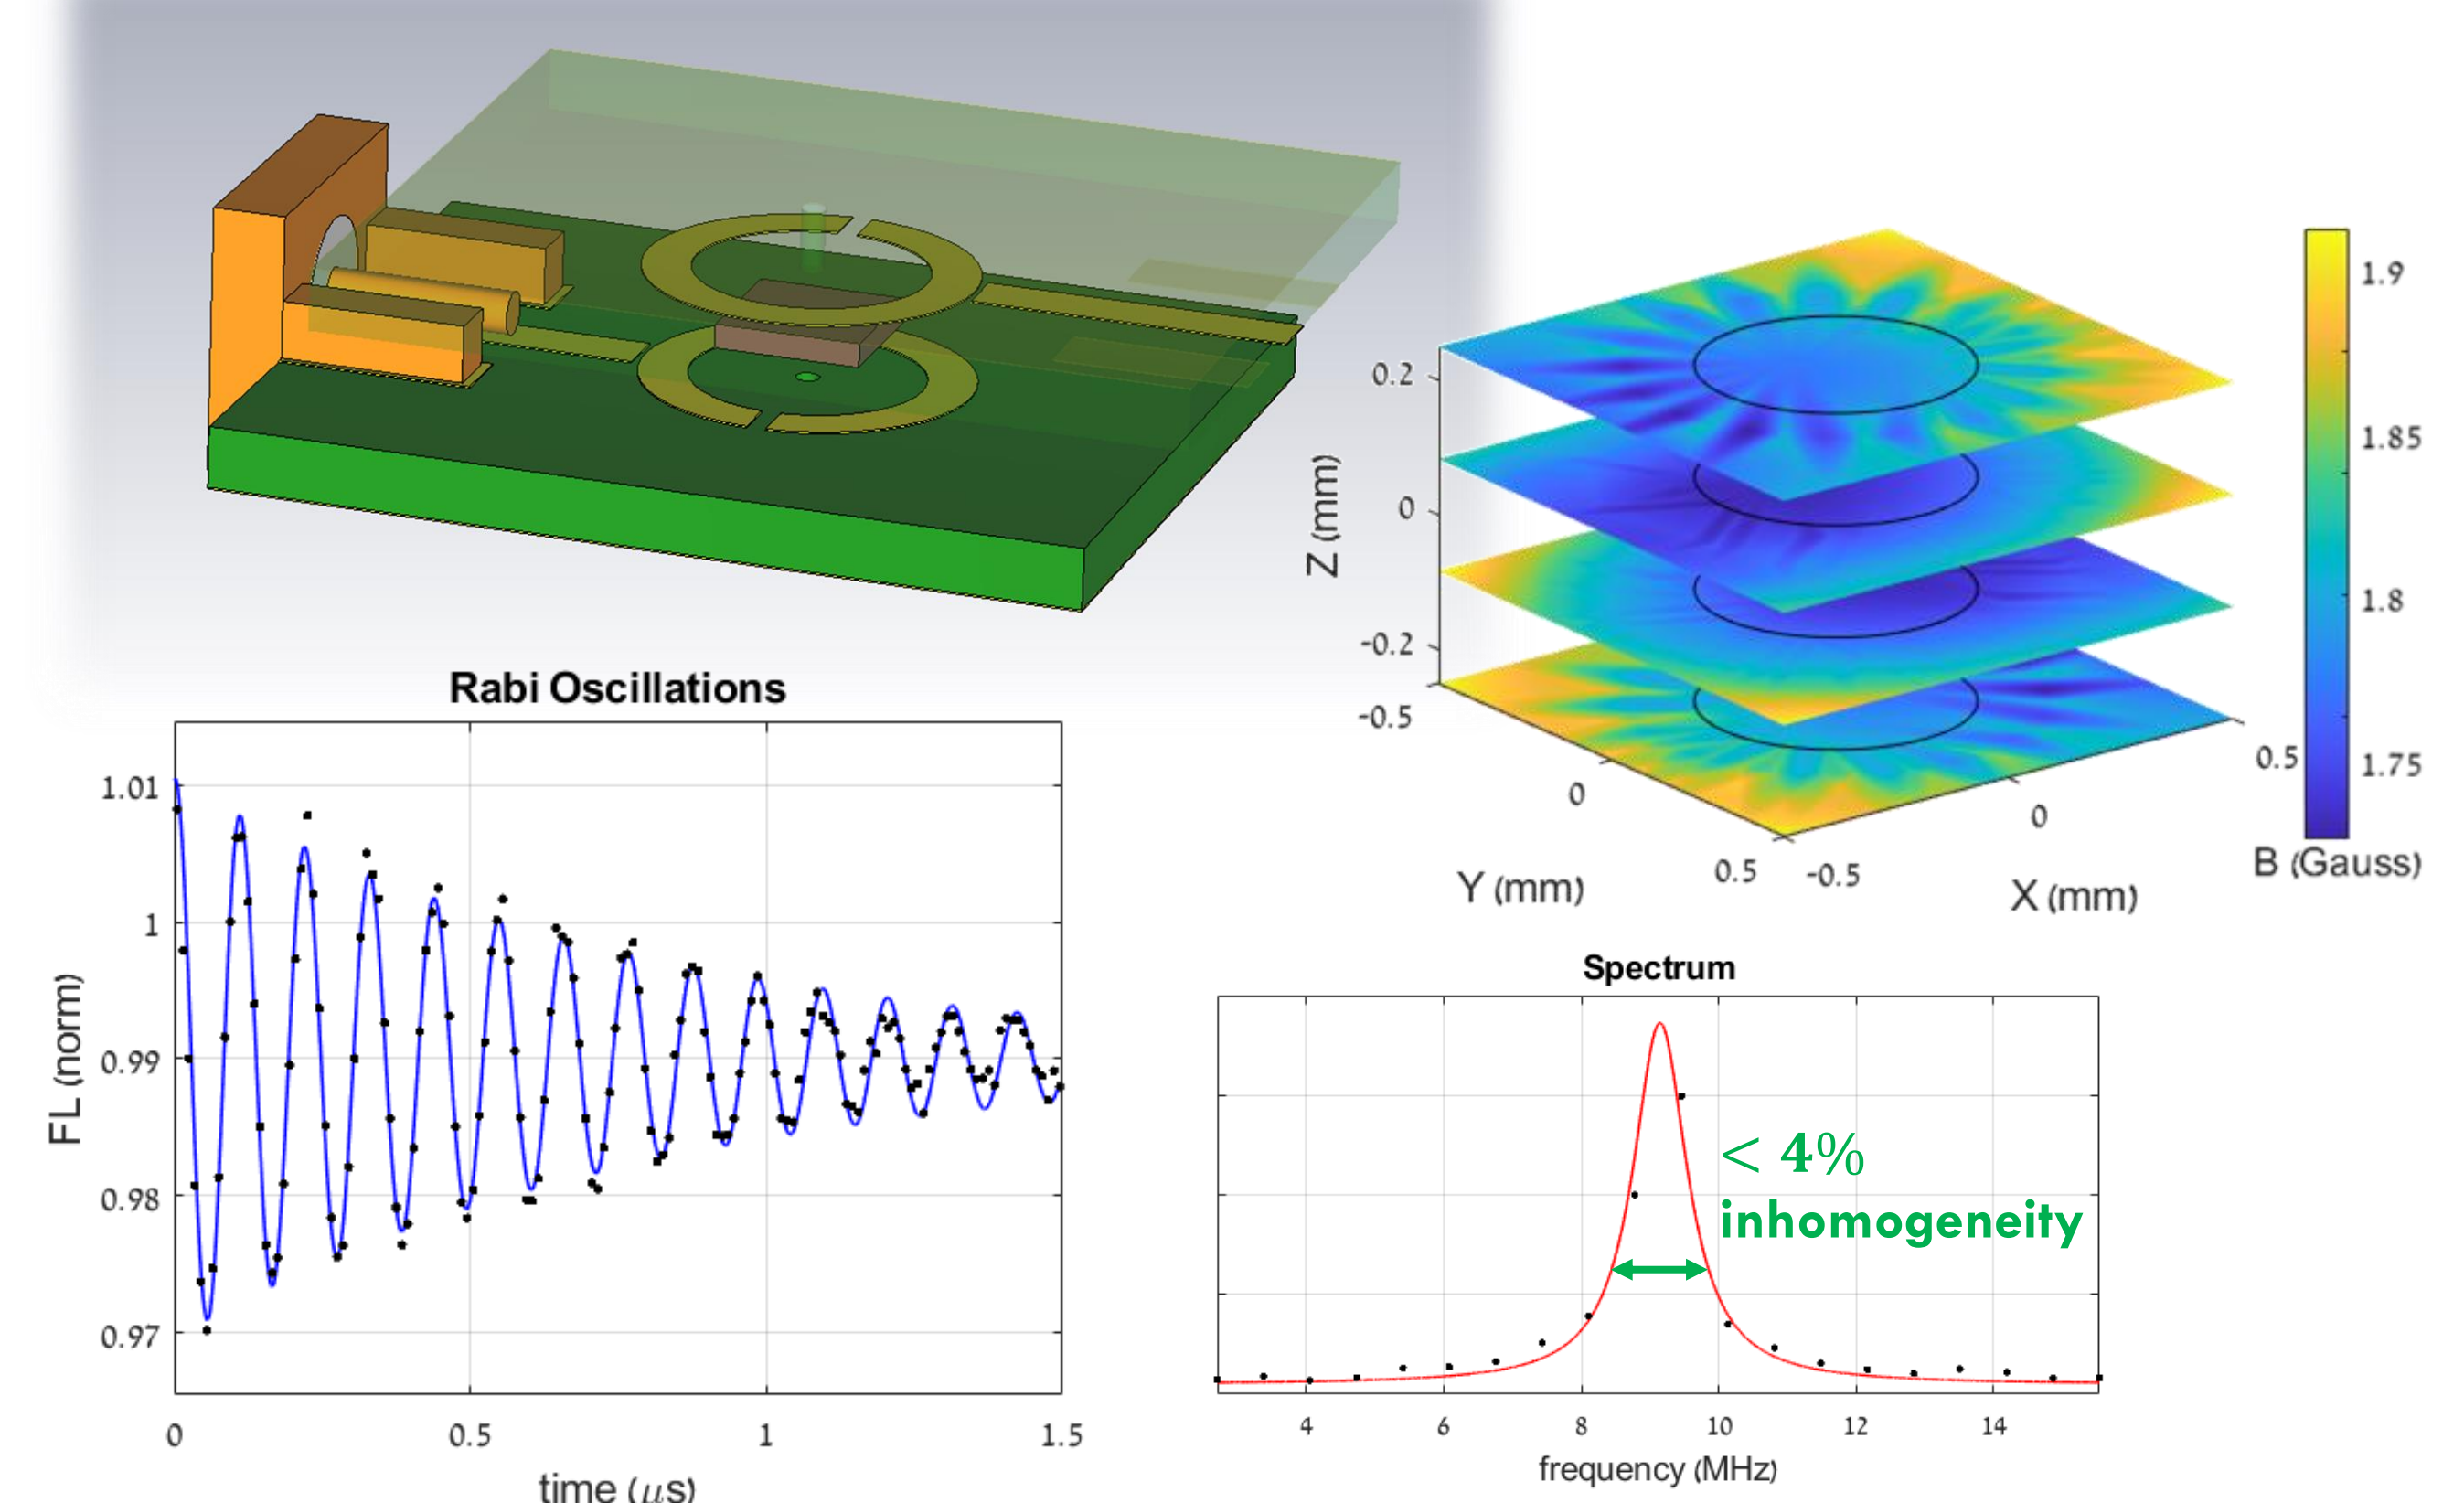 Rabi Oscillations
1.01
1
0.99
0.98
0.97
FL (norm)
0
0.5
1
1.5
time (μs)
0.2
0
-0.2
Z (mm)
-0.5
0
0.5
Y (mm)
-0.5
0
0.5
X (mm)
1.9
1.85
1.8
1.75
B (Gauss)
Spectrum
< 4%
inhomogeneity
4
6
8
10
12
14
frequency (MHz)